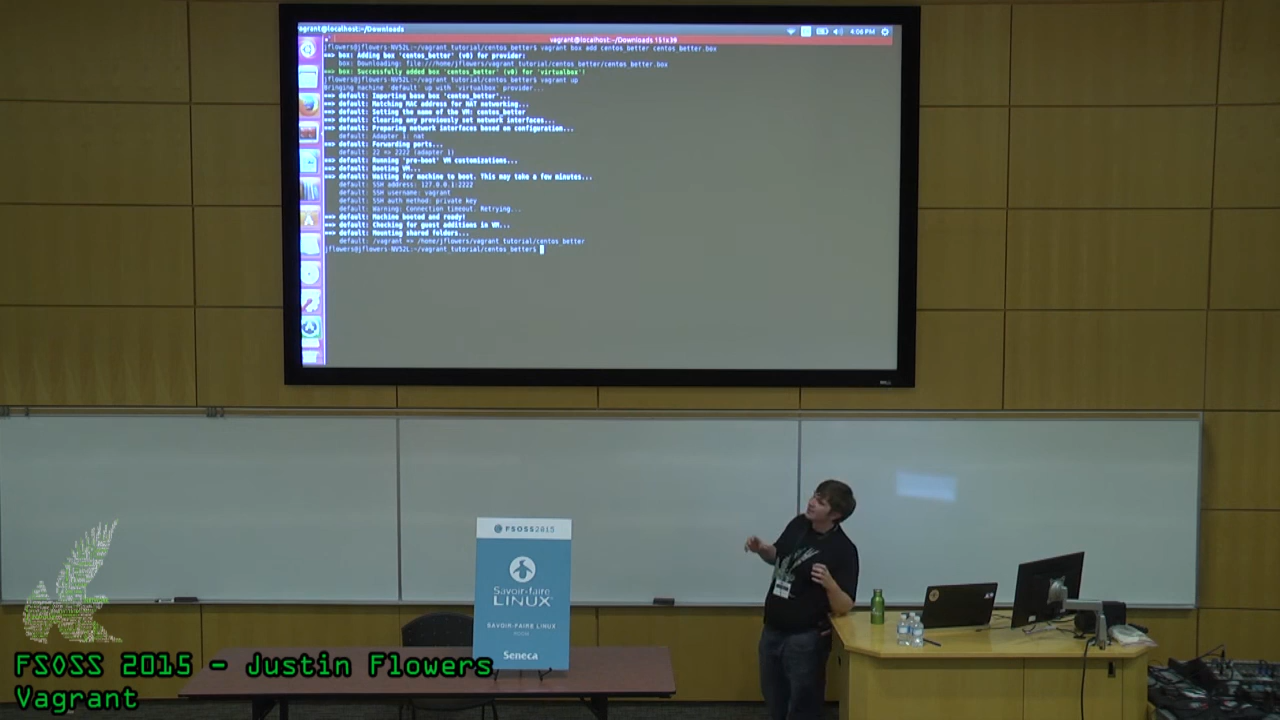 vagrant@localhost:~/Downloads
4:06 PM
vagrant@localhost:~/Downloads 151x39
jflowers@jflowers-NV52L:~/vagrant_tutorial/centos_better$ vagrant box add centos_better centos_better.box
==> box: Adding box 'centos_better' (v0) for provider:
box: Downloading: file:///home/jflowers/vagrant_tutorial/centos_better/centos_better.box
==> box: Successfully added box 'centos_better' (v0) for 'virtualbox'!
jflowers@jflowers-NV52L:~/vagrant_tutorial/centos_better$ vagrant up
Bringing machine 'default' up with 'virtualbox' provider...
==> default: Importing base box 'centos_better'...
==> default: Matching MAC address for NAT networking...
==> default: Setting the name of the VM: centos_better
==> default: Clearing any previously set network interfaces...
==> default: Preparing network interfaces based on configuration...
default: Adapter 1: nat
==> default: Forwarding ports...
default: 22 => 2222 (adapter 1)
==> default: Running 'pre-boot' VM customizations...
==> default: Booting VM...
==> default: Waiting for machine to boot. This may take a few minutes...
default: SSH address: 127.0.0.1:2222
default: SSH username: vagrant
default: SSH auth method: private key
default: Warning: Connection timeout. Retrying...
==> default: Machine booted and ready!
==> default: Checking for guest additions in VM...
==> default: Mounting shared folders...
default: /vagrant => /home/jflowers/vagrant_tutorial/centos_better
jflowers@jflowers-NV52L:~/vagrant_tutorial/centos_better$
DELL
FSOSS2015
Savoir-faire
LINUX
SAVOIR-FAIRE LINUX
Seneca
FSOSS 2015 - Justin Flowers
Vagrant